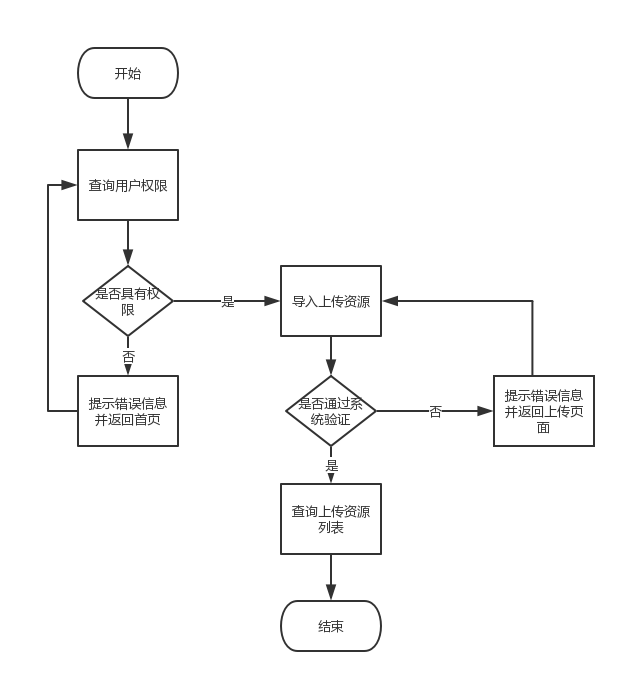 开始
查询用户权限
是否具有权
限
是
导入上传资源
否
提示错误信息
并返回首页
是否通过系
统验证
否
提示错误信息
并返回上传页
面
是
查询上传资源
列表
结束